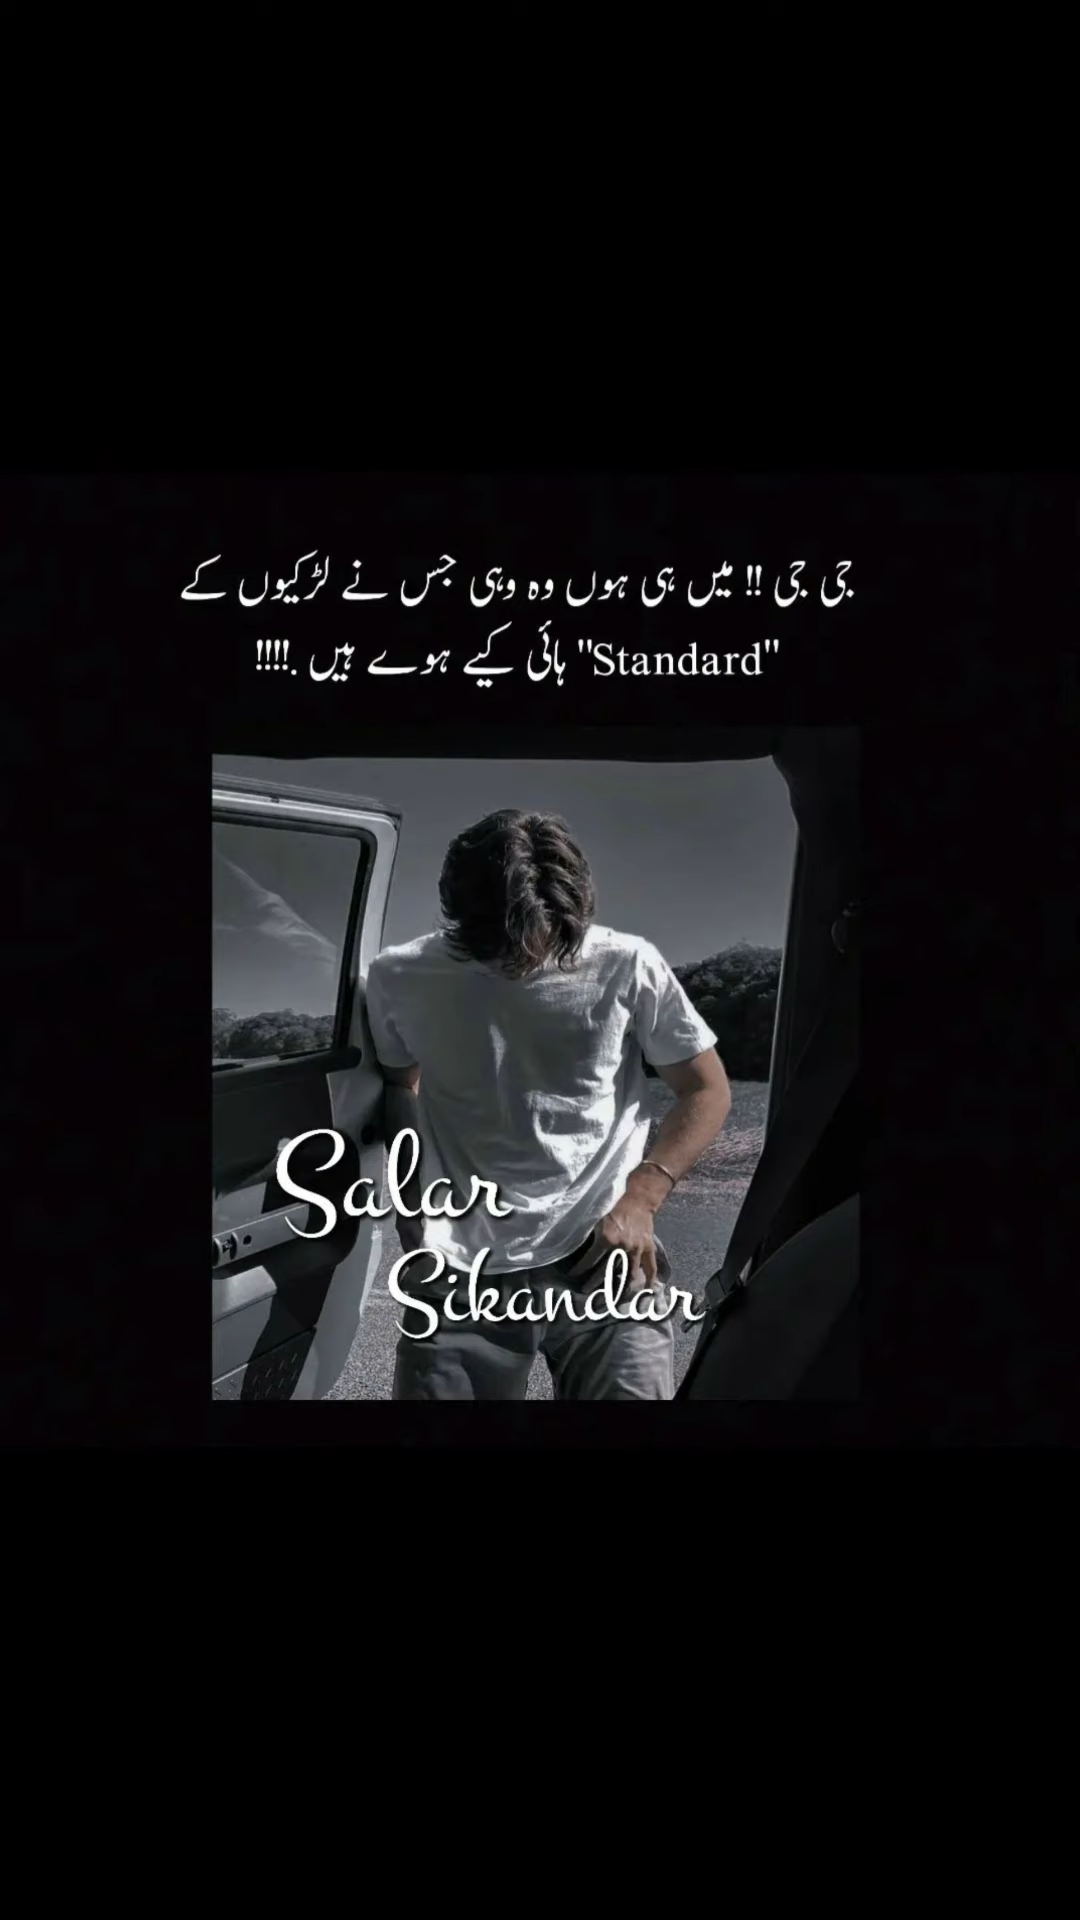 جی جی !! میں ہی ہوں وہ وہی جس نے لڑکیوں کے
"Standard" ہائی کیے ہوے ہیں .!!!!
Salar
Sikandar